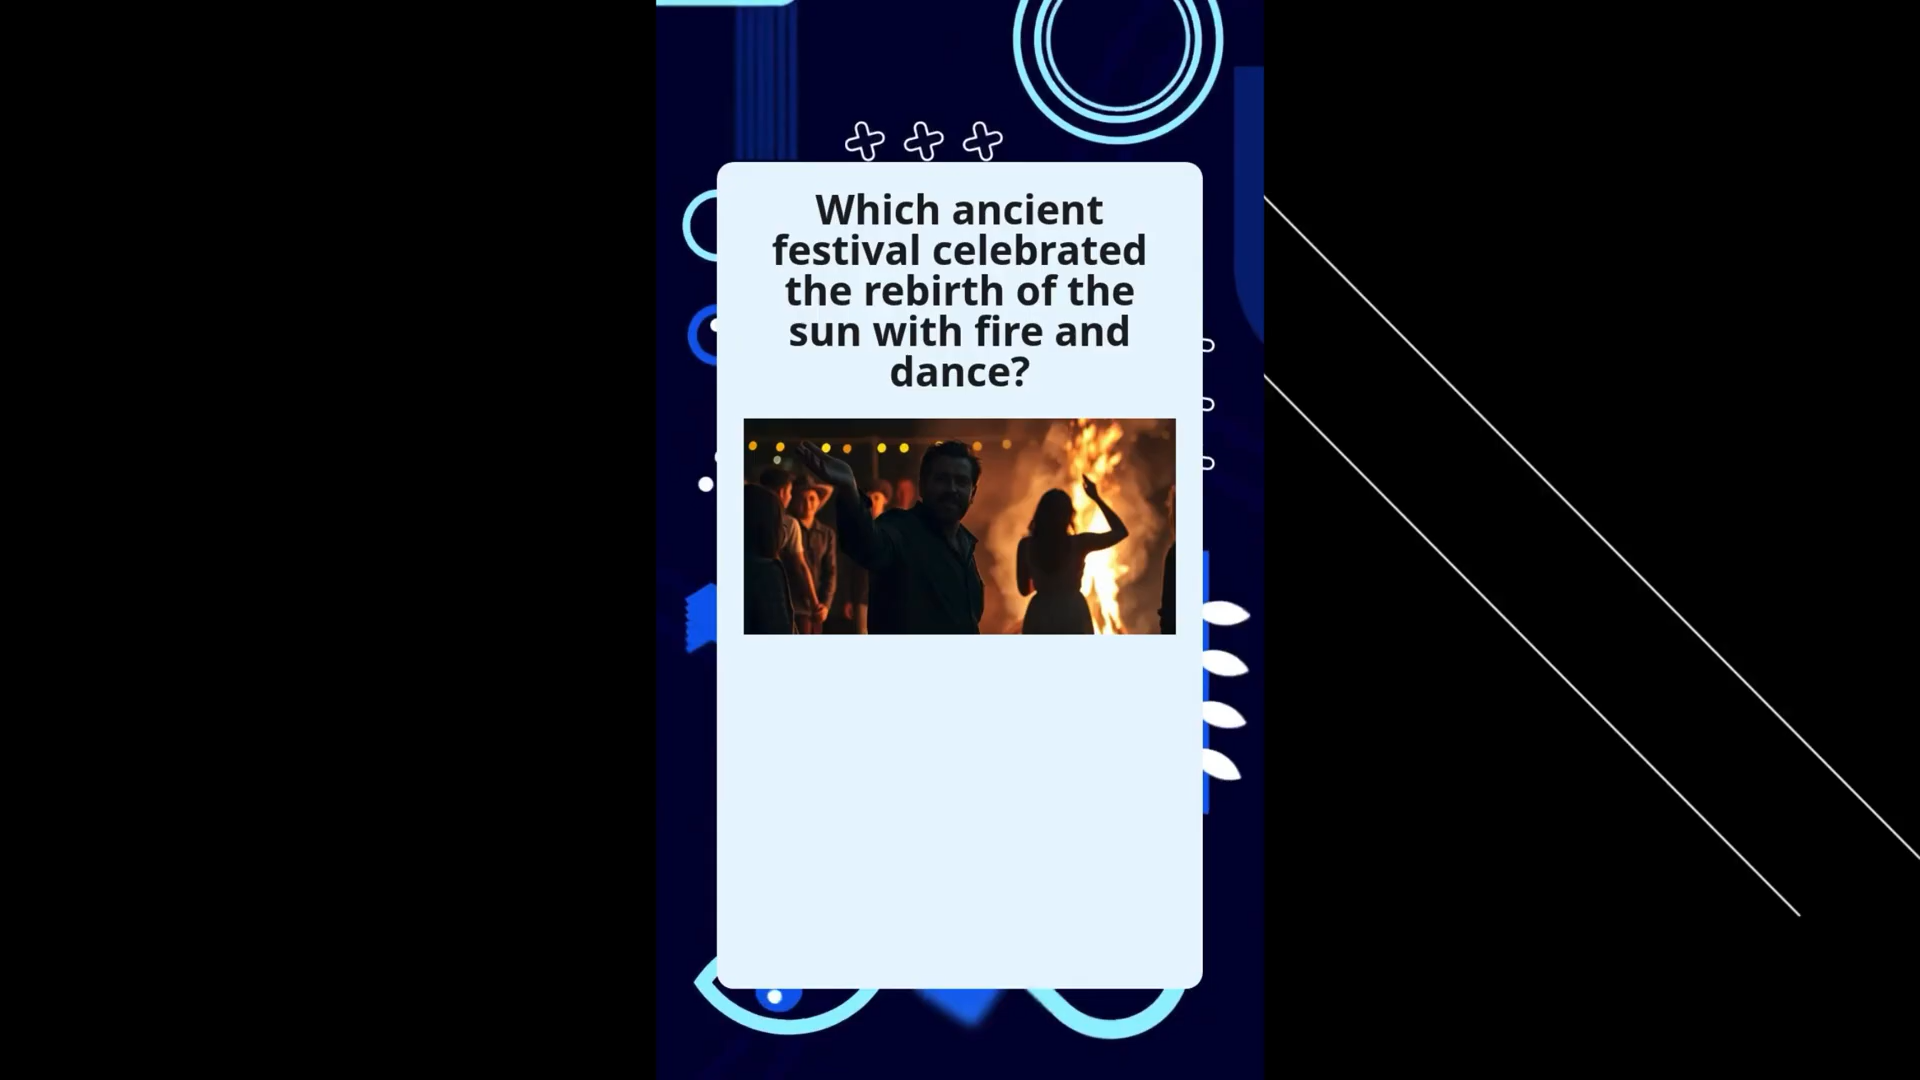 Which ancient
festival celebrated
the rebirth of the
sun with fire and
dance?